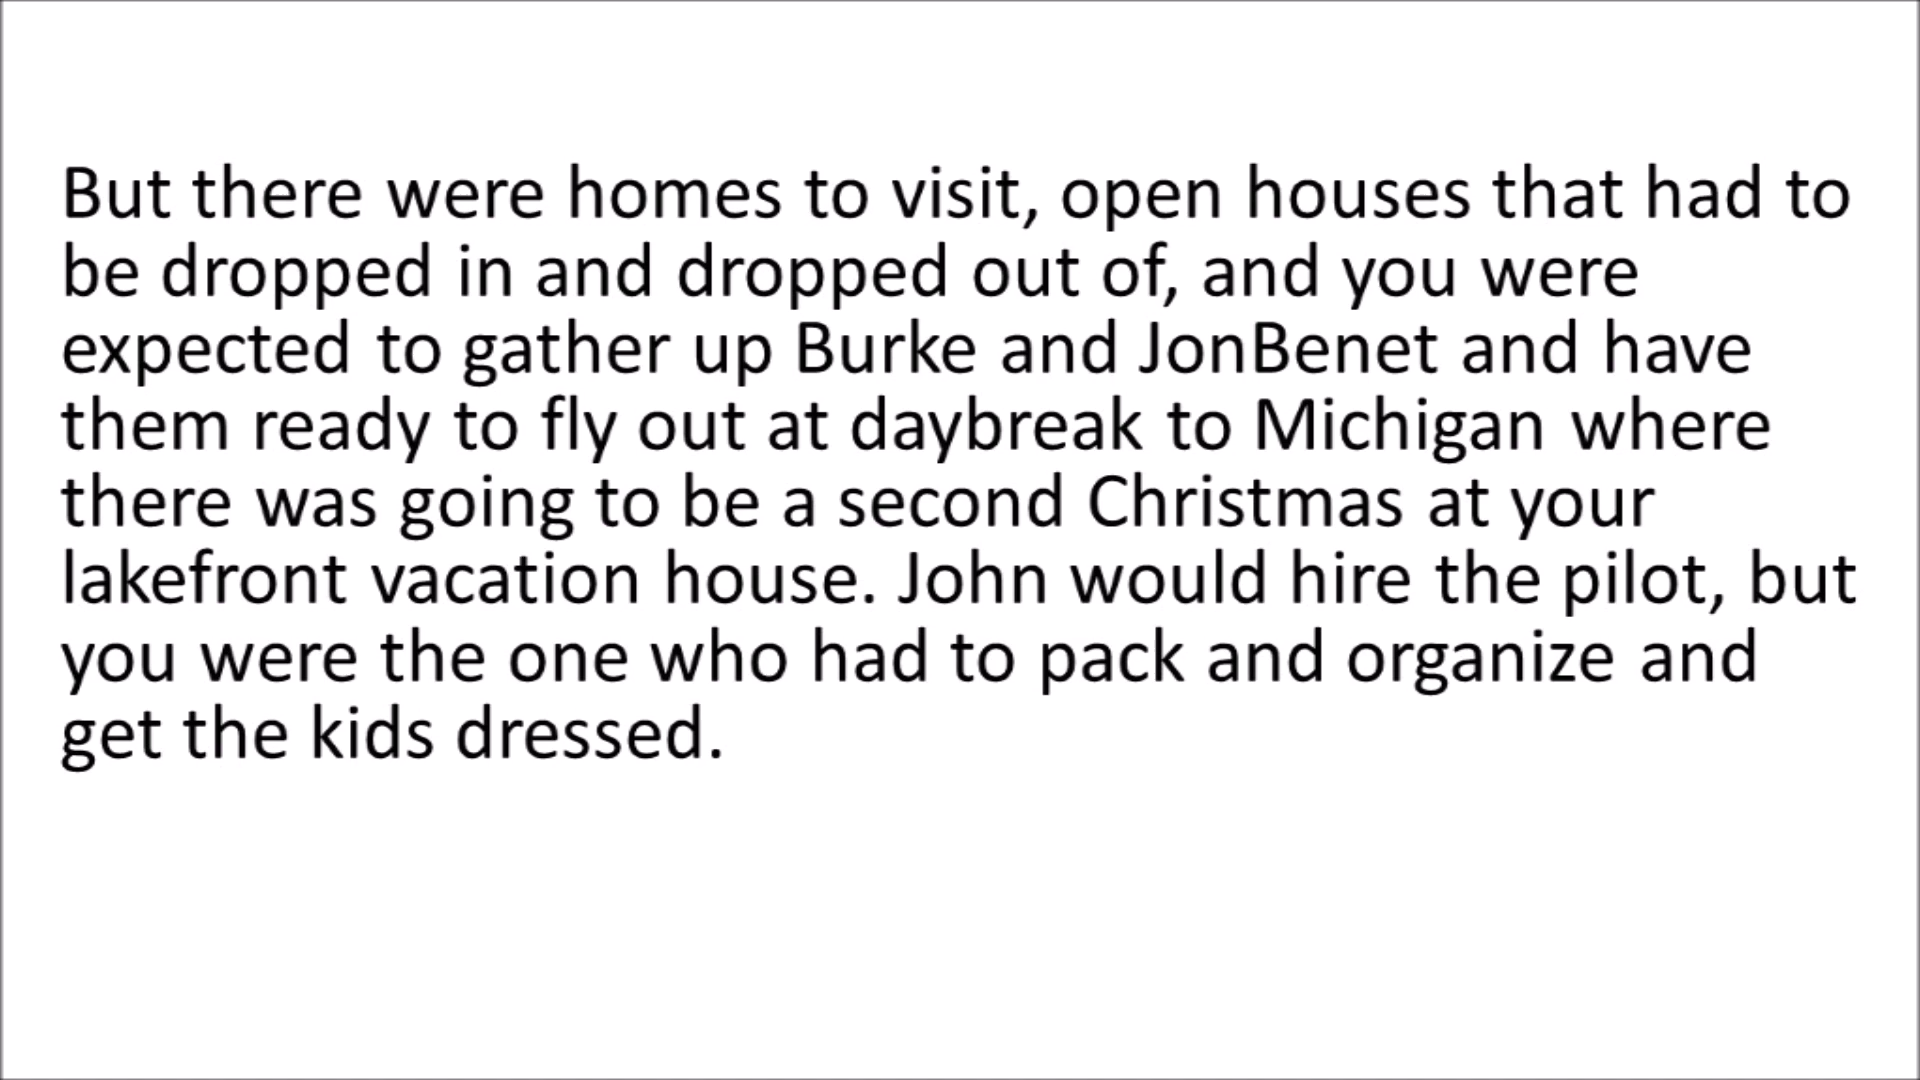 But there were homes to visit, open houses that had to
be dropped in and dropped out of, and you were
expected to gather up Burke and JonBenet and have
them ready to fly out at daybreak to Michigan where
there was going to be a second Christmas at your
lakefront vacation house. John would hire the pilot, but
you were the one who had to pack and organize and
get the kids dressed.